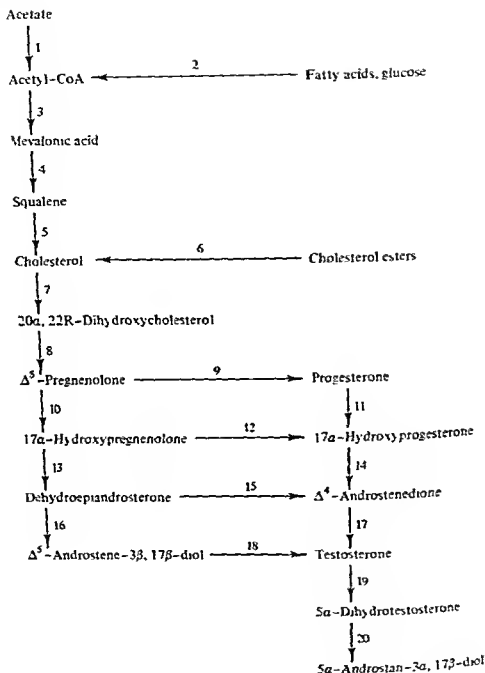 Acetate
1
2
Acetyl-CoA Fatty acids, glucose
3
Mevalonic acid
4
Squalene
5
6
Cholesterol Cholesterol esters
7
20α, 22R-Dihydroxycholesterol
8
9
Δ⁵-Pregnenolone Progesterone
10 11
12
17α-Hydroxypregnenolone 17α-Hydroxyprogesterone
13 14
15
Dehydroepiandrosterone Δ⁴-Androstenedione
16 17
18
Δ⁵-Androstene-3β, 17β-diol Testosterone
19
5α-Dihydrotestosterone
20
5α-Androstan-3α, 17β-diol